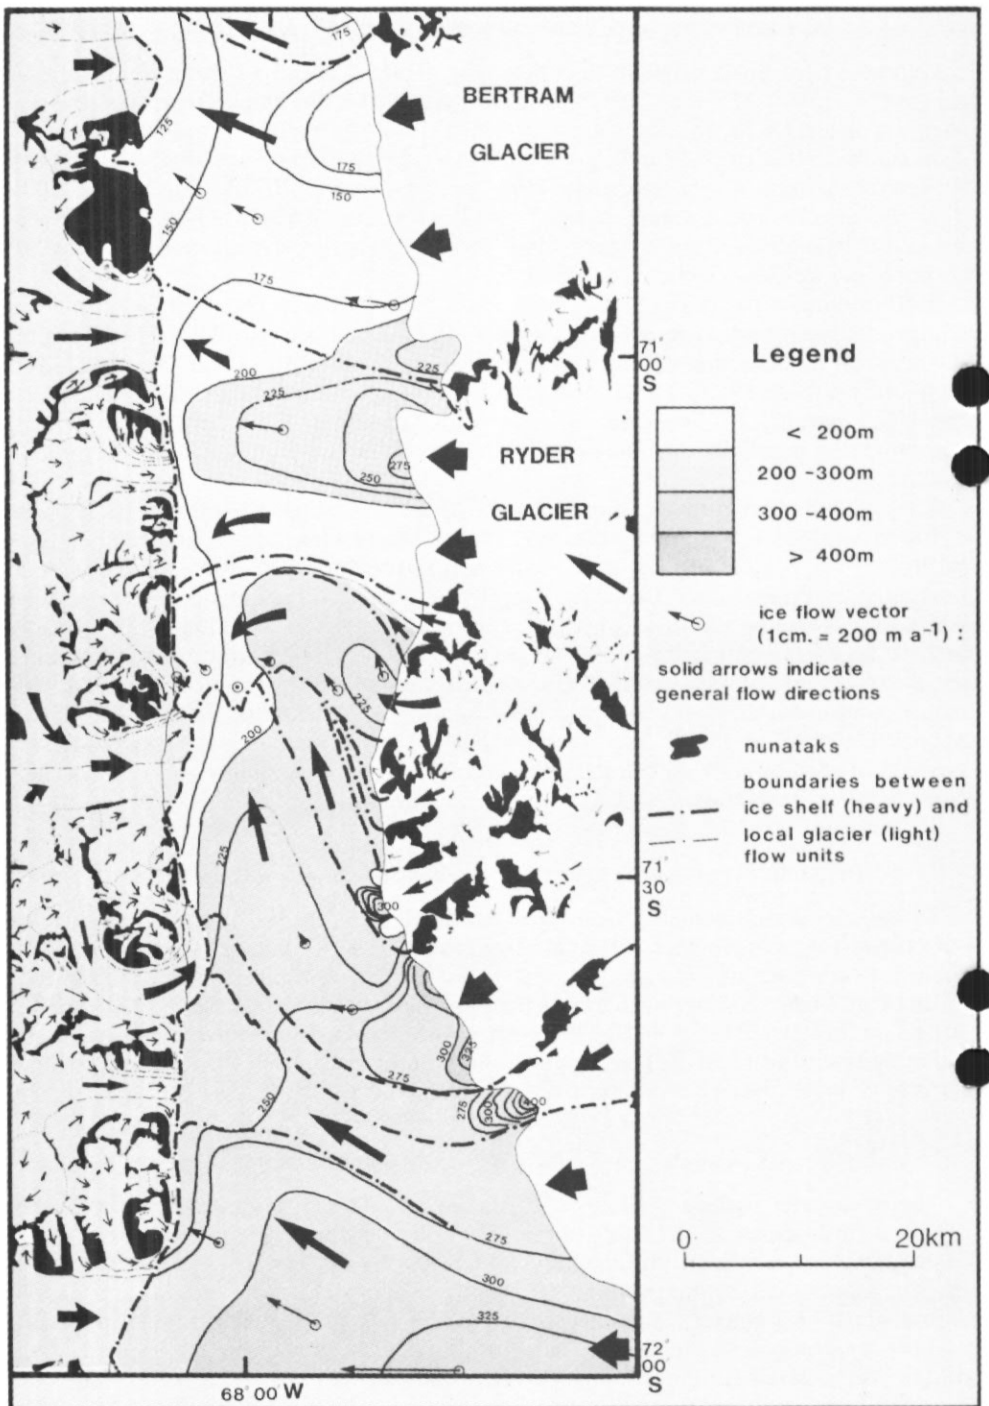 175
175
BERTRAM
GLACIER
125
175
150
150
175
71°
00'
S
Legend
200
225
225
< 200m
250
275
RYDER
GLACIER
200 - 300m
300 - 400m
> 400m
ice flow vector
(1cm. = 200 m a⁻¹) :
solid arrows indicate
general flow directions
225
200
nunataks
boundaries between
ice shelf (heavy) and
local glacier (light)
flow units
225
300
71°
30'
S
300
325
275
250
275
300
400
275
300
325
0
20km
72°
00'
S
68° 00' W